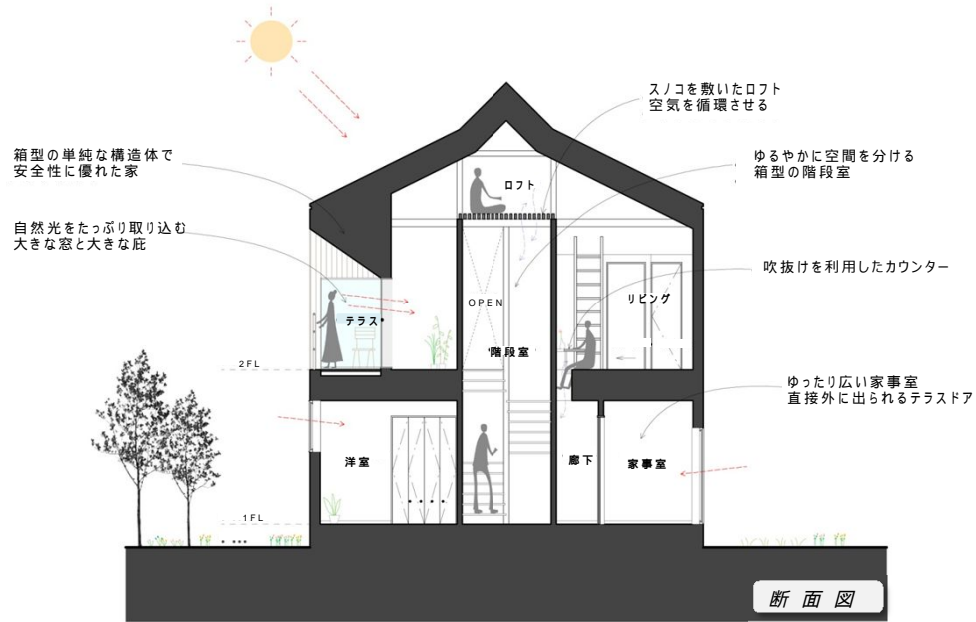 スノコを敷いたロフト
空気を循環させる
箱型の単純な構造体で
安全性に優れた家
ゆるやかに空間を分ける
箱型の階段室
ロフト
自然光をたっぷり取り込む
大きな窓と大きな庇
吹抜けを利用したカウンター
OPEN
リビング
テラス
階段室
2FL
ゆったり広い家事室
直接外に出られるテラスドア
洋室
廊下
家事室
1FL
断面図